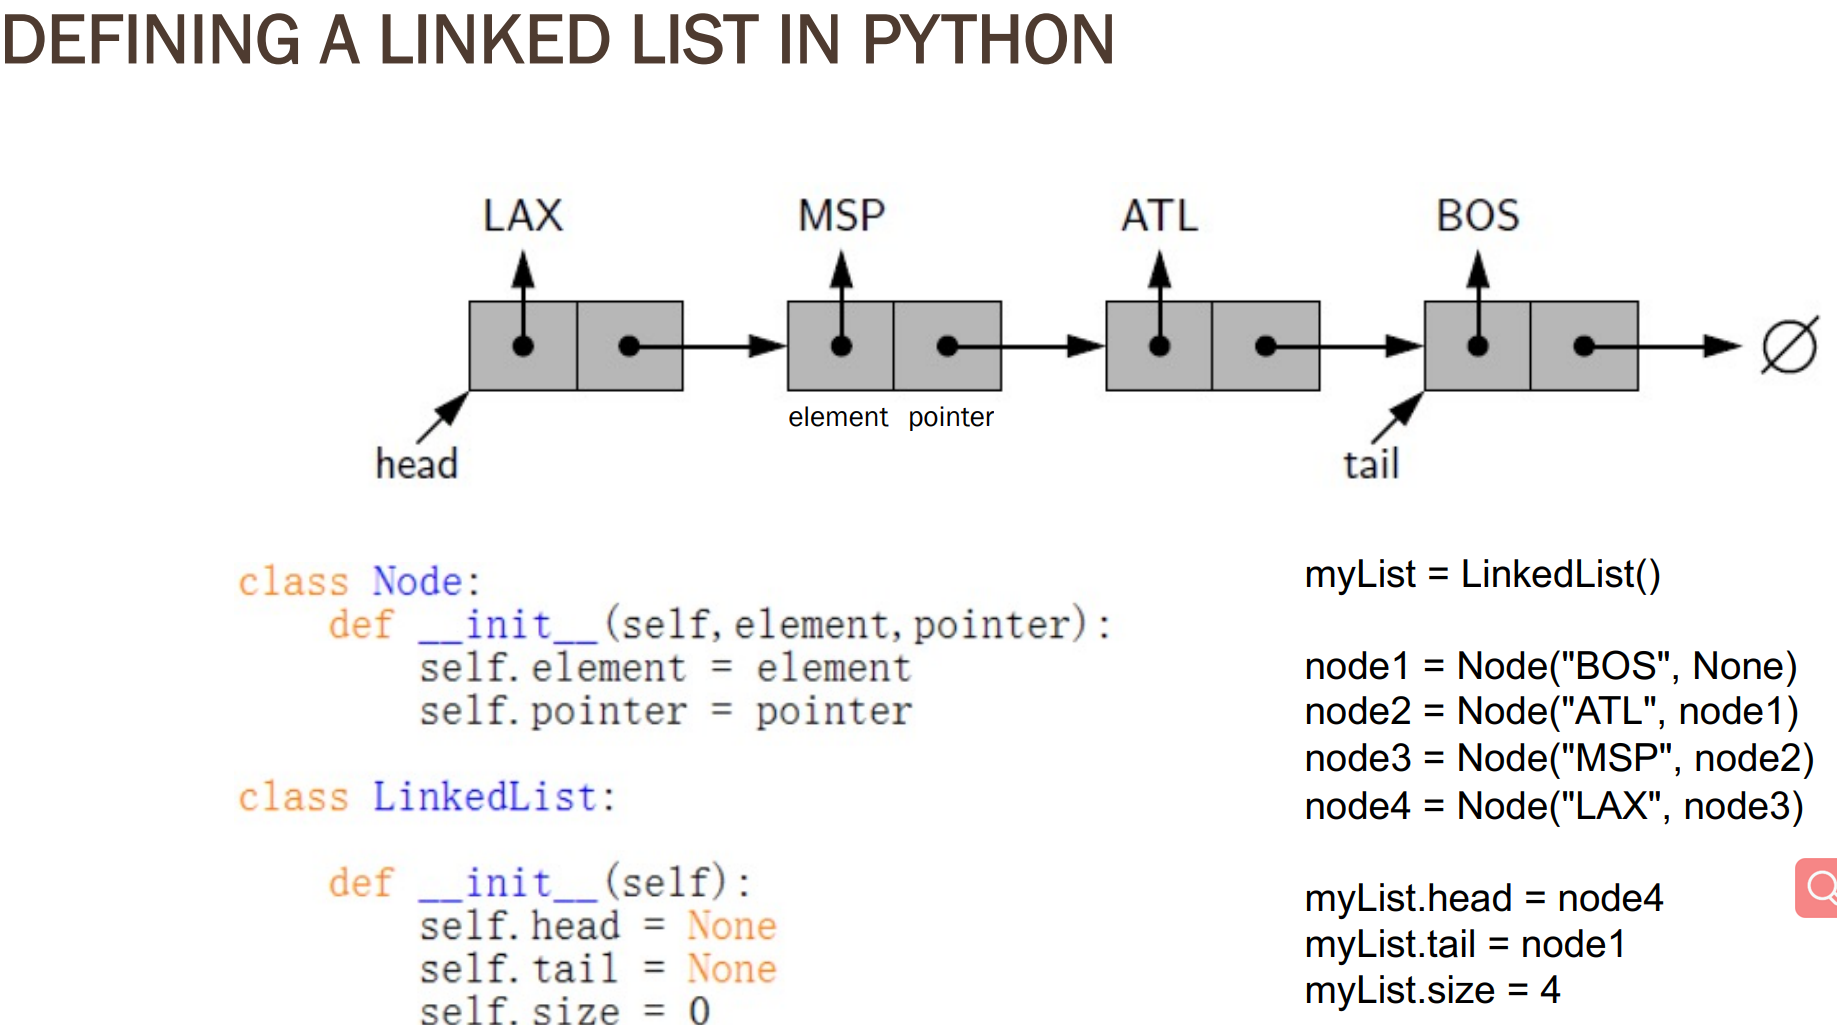 DEFINING A LINKED LIST IN PYTHON
LAX MSP ATL BOS
∅
element pointer
head tail
class Node:
    def __init__(self, element, pointer):
        self.element = element
        self.pointer = pointer
class LinkedList:
    def __init__(self):
        self.head = None
        self.tail = None
        self.size = 0
myList = LinkedList()
node1 = Node("BOS", None)
node2 = Node("ATL", node1)
node3 = Node("MSP", node2)
node4 = Node("LAX", node3)
myList.head = node4
myList.tail = node1
myList.size = 4